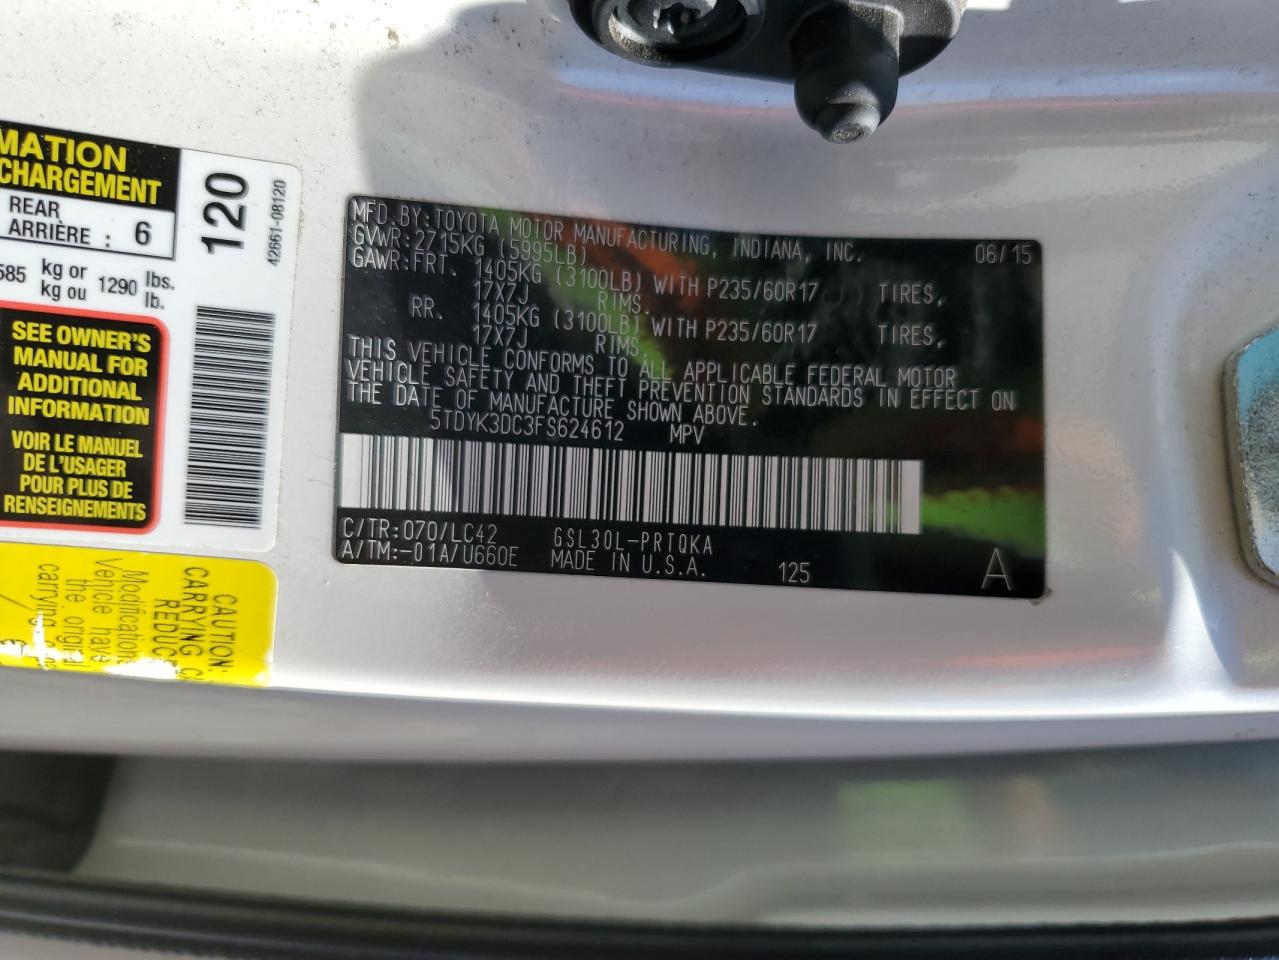 MATION
CHARGEMENT
REAR
ARRIÈRE : 6
585 kg or 1290 lbs.
kg ou lb.
120
42661-08120
SEE OWNER'S
MANUAL FOR
ADDITIONAL
INFORMATION
VOIR LE MANUEL
DE L'USAGER
POUR PLUS DE
RENSEIGNEMENTS
CAUTION:
CARRYING CA
REDUC
Modification
Vehicle have
the original
carrying
MFD.BY:TOYOTA MOTOR MANUFACTURING, INDIANA, INC. 06/15
GVWR:2715KG (5995LB)
GAWR:FRT. 1405KG (3100LB) WITH P235/60R17 TIRES,
17X7J RIMS.
RR. 1405KG (3100LB) WITH P235/60R17 TIRES,
17X7J RIMS.
THIS VEHICLE CONFORMS TO ALL APPLICABLE FEDERAL MOTOR
VEHICLE SAFETY AND THEFT PREVENTION STANDARDS IN EFFECT ON
THE DATE OF MANUFACTURE SHOWN ABOVE.
5TDYK3DC3FS624612 MPV
C/TR:070/LC42 GSL30L-PRTQKA
A/TM:-01A/U660E MADE IN U.S.A. 125 A